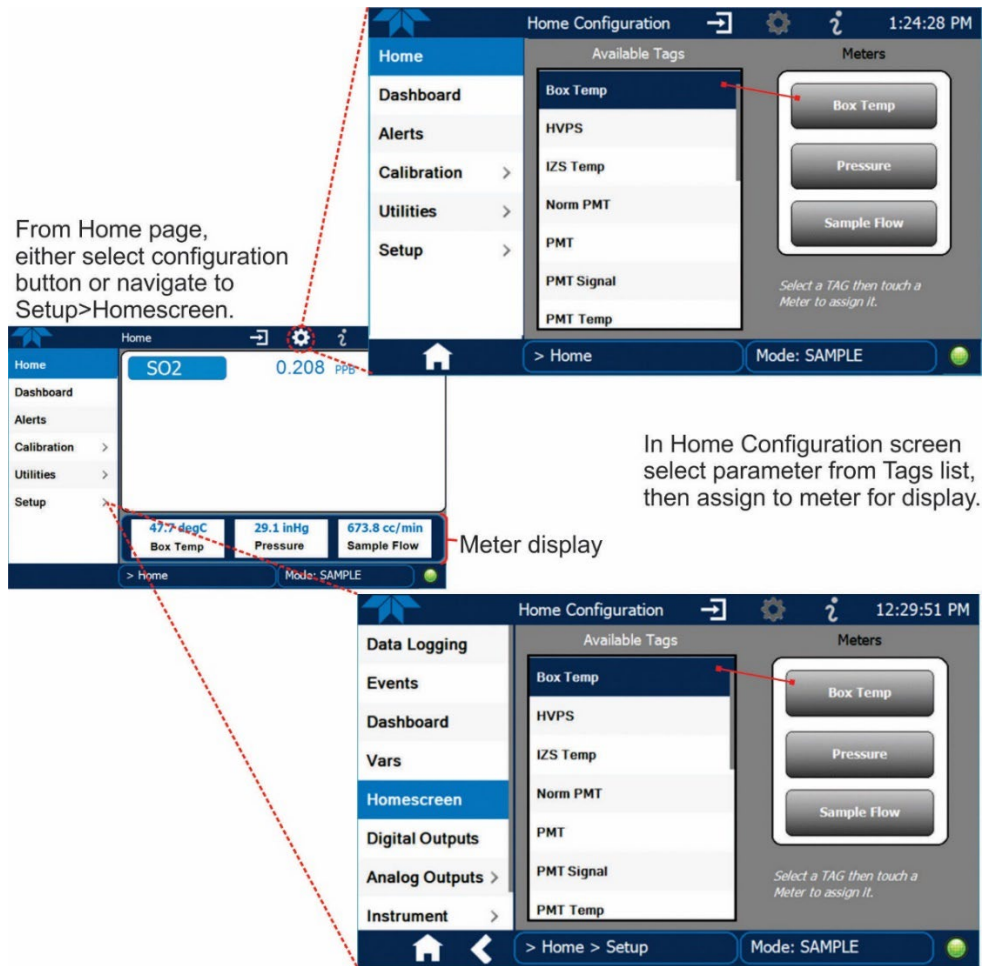 Home Configuration
1:24:28 PM
Home
Dashboard
Alerts
Calibration >
Utilities >
Setup >
Available Tags
Box Temp
HVPS
IZS Temp
Norm PMT
PMT
PMT Signal
PMT Temp
Meters
Box Temp
Pressure
Sample Flow
Select a TAG then touch a
Meter to assign it.
> Home
Mode: SAMPLE
From Home page,
either select configuration
button or navigate to
Setup>Homescreen.
Home
Home
Dashboard
Alerts
Calibration >
Utilities >
Setup >
SO2
0.208 PPB
47.7 degC
Box Temp
29.1 inHg
Pressure
673.8 cc/min
Sample Flow
> Home
Mode: SAMPLE
Meter display
In Home Configuration screen
select parameter from Tags list,
then assign to meter for display.
Home Configuration
12:29:51 PM
Data Logging
Events
Dashboard
Vars
Homescreen
Digital Outputs
Analog Outputs >
Instrument >
Available Tags
Box Temp
HVPS
IZS Temp
Norm PMT
PMT
PMT Signal
PMT Temp
Meters
Box Temp
Pressure
Sample Flow
Select a TAG then touch a
Meter to assign it.
> Home > Setup
Mode: SAMPLE